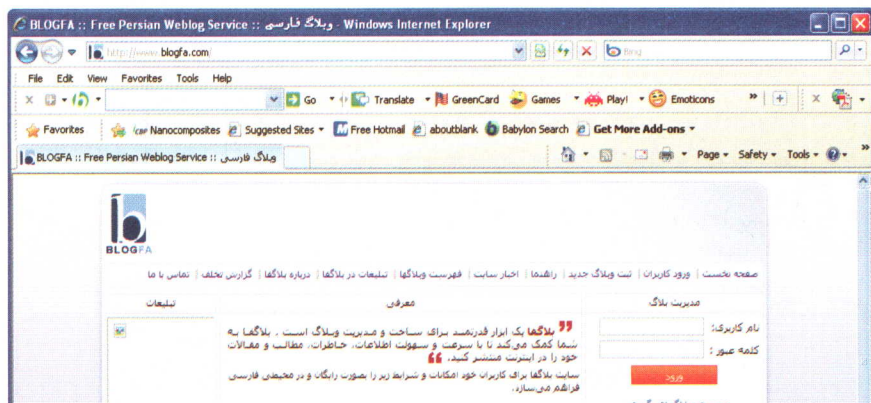 BLOGFA :: Free Persian Weblog Service :: وبلاگ فارسی - Windows Internet Explorer
http://www.blogfa.com/
Bing
File Edit View Favorites Tools Help
Go Translate GreenCard Games Play! Emoticons
Favorites Nanocomposites Suggested Sites Free Hotmail aboutblank Babylon Search Get More Add-ons
BLOGFA :: Free Persian Weblog Service :: وبلاگ فارسی
Page Safety Tools
BLOGFA
صفحه نخست | ورود کاربران | ثبت وبلاگ جدید | راهنما | اخبار سایت | فهرست وبلاگها | تبلیغات در بلاگفا | درباره بلاگفا | گزارش تخلف | تماس با ما
مدیریت بلاگ
نام کاربری:
کلمه عبور :
ورود
معرفی
بلاگفا یک ابزار قدرتمند برای ساخت و مدیریت وبلاگ است . بلاگفا به
شما کمک می‌کند تا با سرعت و سهولت اطلاعات، خاطرات، مطالب و مقالات
خود را در اینترنت منتشر کنید.
سایت بلاگفا برای کاربران خود امکانات و شرایط زیر را بصورت رایگان و در محیطی فارسی
فراهم می‌سازد.
تبلیغات